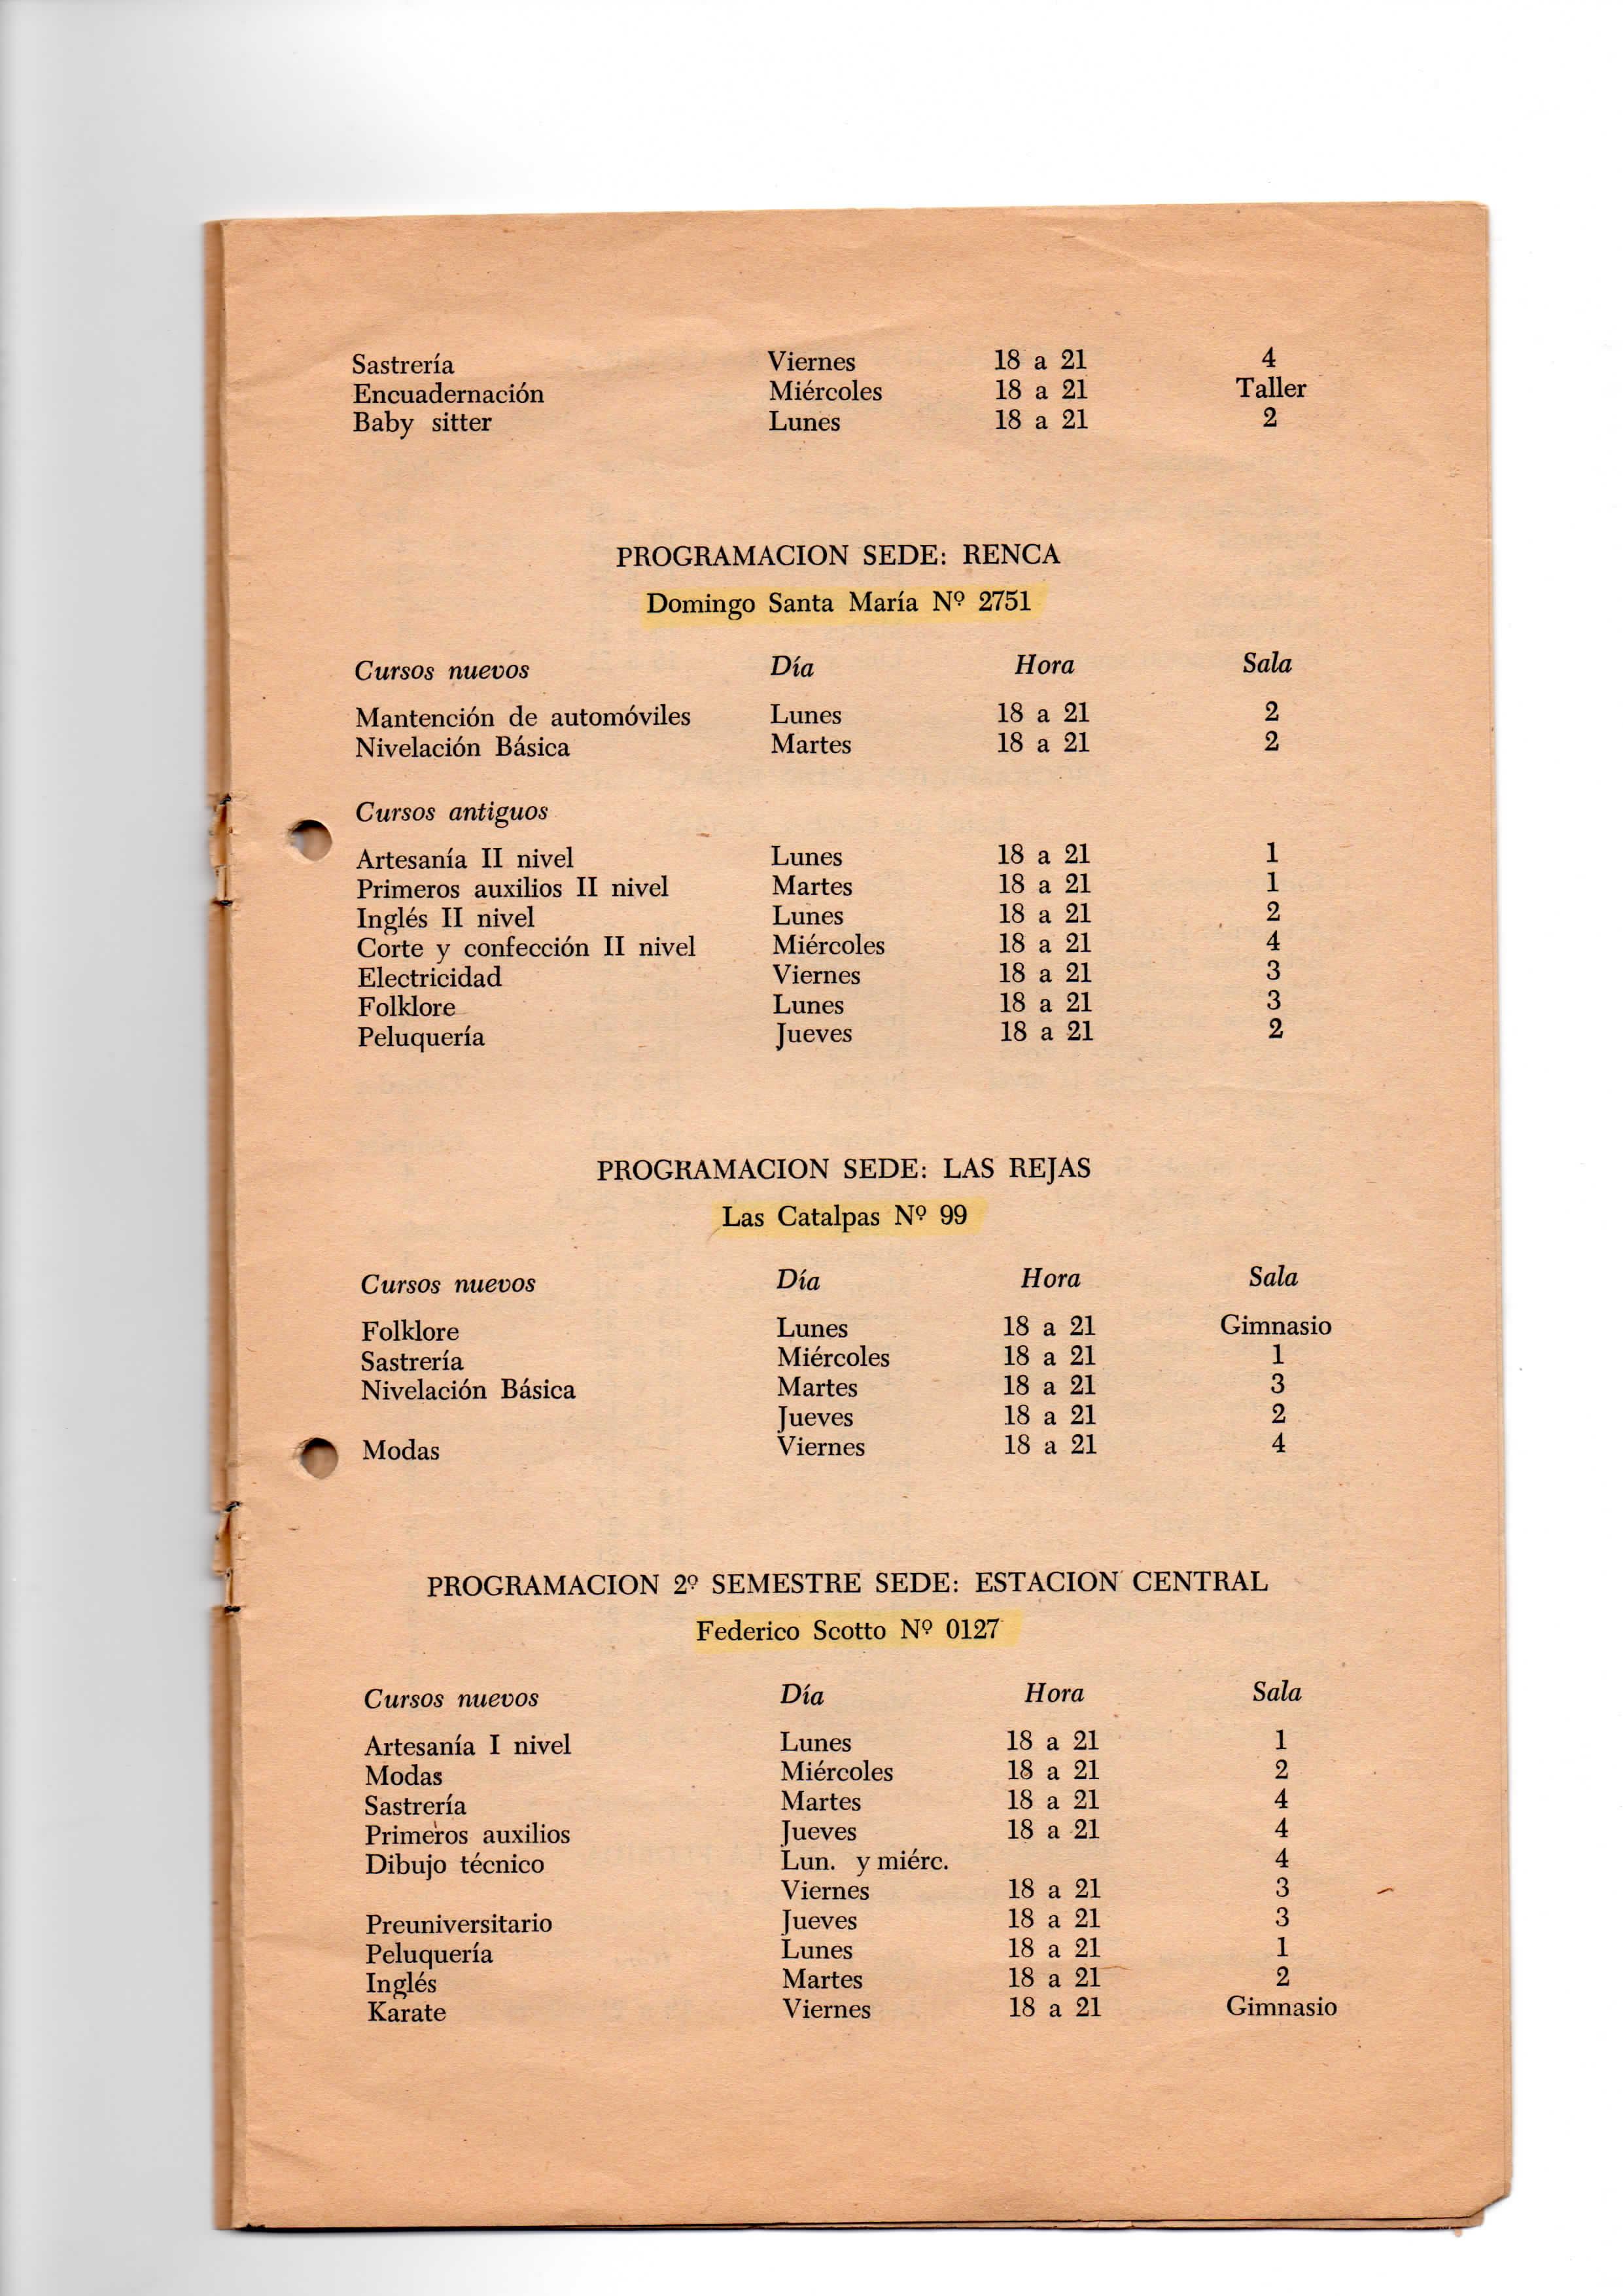 Sastrería Viernes 18 a 21 4
Encuadernación Miércoles 18 a 21 Taller
Baby sitter Lunes 18 a 21 2
PROGRAMACION SEDE: RENCA
Domingo Santa María Nº 2751
Cursos nuevos Día Hora Sala
Mantención de automóviles Lunes 18 a 21 2
Nivelación Básica Martes 18 a 21 2
Cursos antiguos
Artesanía II nivel Lunes 18 a 21 1
Primeros auxilios II nivel Martes 18 a 21 1
Inglés II nivel Lunes 18 a 21 2
Corte y confección II nivel Miércoles 18 a 21 4
Electricidad Viernes 18 a 21 3
Folklore Lunes 18 a 21 3
Peluquería Jueves 18 a 21 2
PROGRAMACION SEDE: LAS REJAS
Las Catalpas Nº 99
Cursos nuevos Día Hora Sala
Folklore Lunes 18 a 21 Gimnasio
Sastrería Miércoles 18 a 21 1
Nivelación Básica Martes 18 a 21 3
Jueves 18 a 21 2
Modas Viernes 18 a 21 4
PROGRAMACION 2º SEMESTRE SEDE: ESTACION CENTRAL
Federico Scotto Nº 0127
Cursos nuevos Día Hora Sala
Artesanía I nivel Lunes 18 a 21 1
Modas Miércoles 18 a 21 2
Sastrería Martes 18 a 21 4
Primeros auxilios Jueves 18 a 21 4
Dibujo técnico Lun. y miérc. 4
Viernes 18 a 21 3
Preuniversitario Jueves 18 a 21 3
Peluquería Lunes 18 a 21 1
Inglés Martes 18 a 21 2
Karate Viernes 18 a 21 Gimnasio